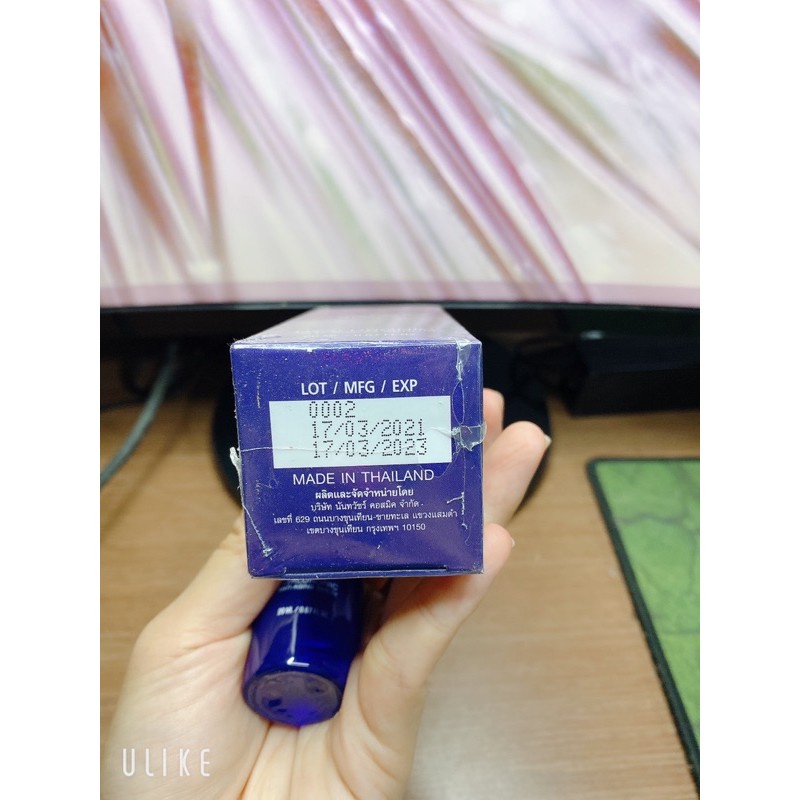 LOT / MFG / EXP
0002
17/03/2021
17/03/2023
MADE IN THAILAND
ผลิตและจัดจำหน่ายโดย
บริษัท นันทวัชร์ คอสมิค จำกัด
เลขที่ 629 ถนนบางขุนเทียน-ชายทะเล แขวงแสมดำ
เขตบางขุนเทียน กรุงเทพฯ 10150
ULIKE